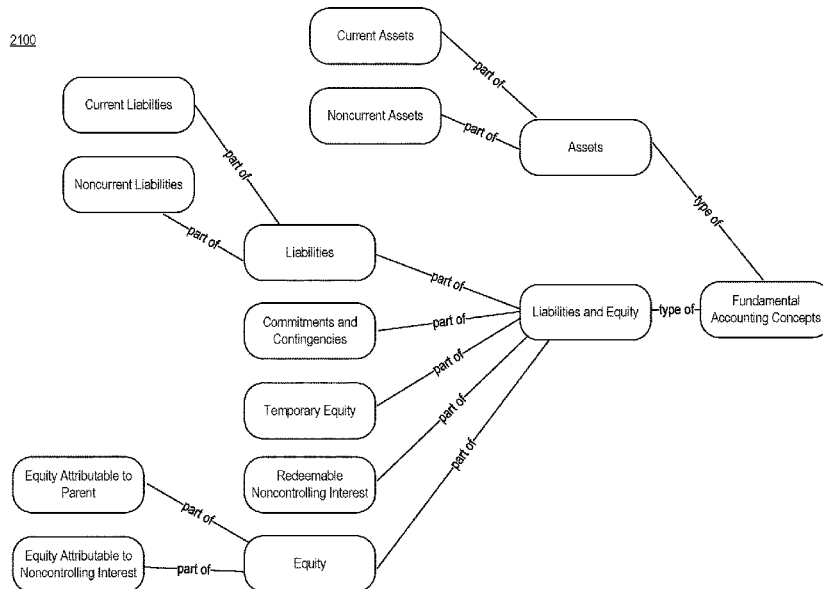 2100
Current Assets
part of
Noncurrent Assets
part of
Assets
type of
Current Liabilties
part of
Noncurrent Liabilities
part of
Liabilities
part of
Commitments and
Contingencies
part of
Liabilities and Equity
type of
Fundamental
Accounting Concepts
Temporary Equity
part of
Redeemable
Noncontrolling Interest
part of
Equity Attributable to
Parent
part of
Equity Attributable to
Noncontrolling Interest
part of
Equity
part of